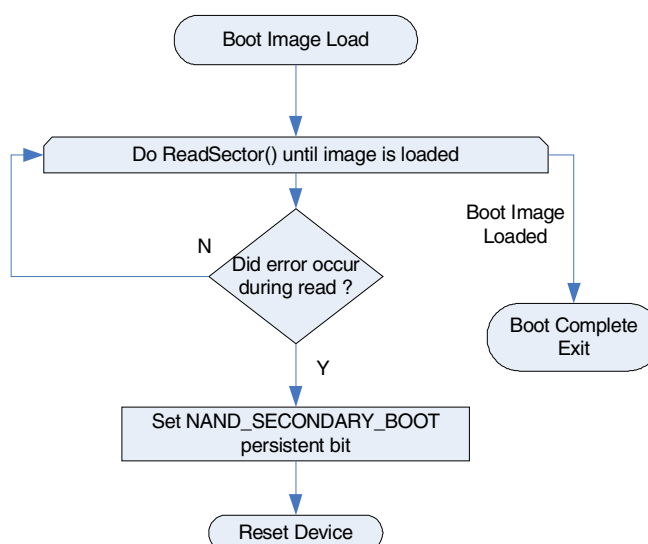 Boot Image Load
Do ReadSector() until image is loaded
Boot Image
Loaded
N
Did error occur
during read ?
Boot Complete
Exit
Y
Set NAND_SECONDARY_BOOT
persistent bit
Reset Device